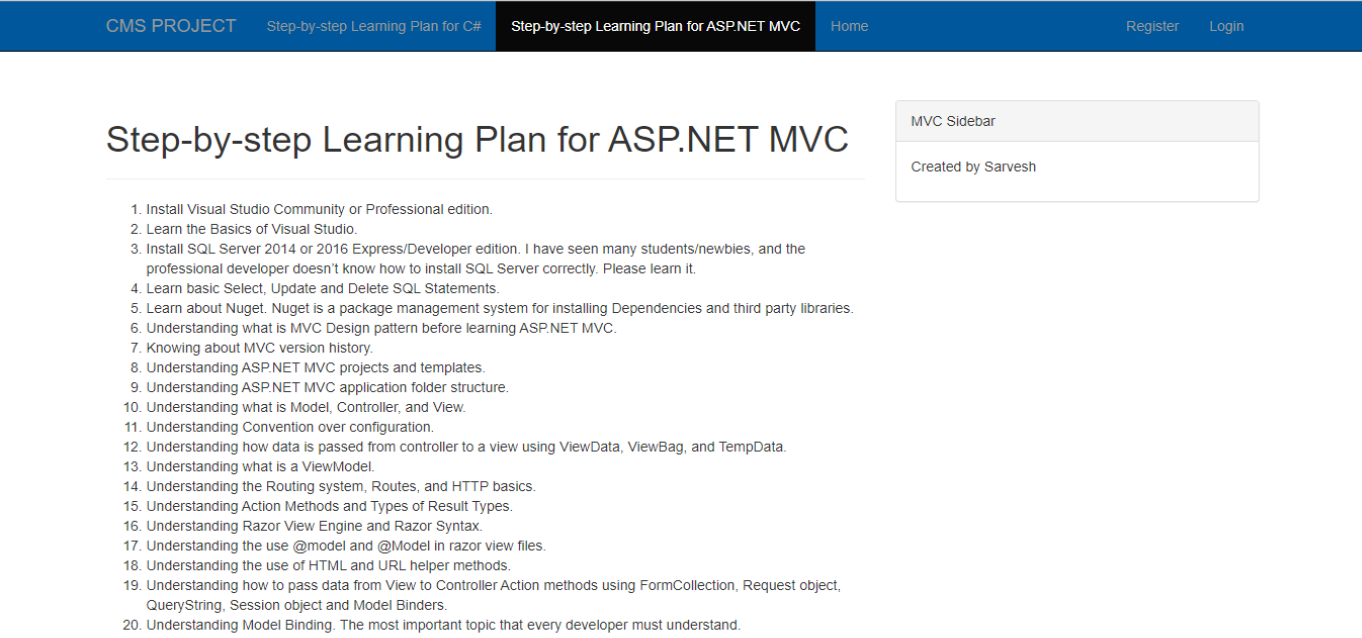 CMS PROJECT Step-by-step Learning Plan for C# Step-by-step Learning Plan for ASP.NET MVC Home Register Login
Step-by-step Learning Plan for ASP.NET MVC
1. Install Visual Studio Community or Professional edition.
2. Learn the Basics of Visual Studio.
3. Install SQL Server 2014 or 2016 Express/Developer edition. I have seen many students/newbies, and the
professional developer doesn't know how to install SQL Server correctly. Please learn it.
4. Learn basic Select, Update and Delete SQL Statements.
5. Learn about Nuget. Nuget is a package management system for installing Dependencies and third party libraries.
6. Understanding what is MVC Design pattern before learning ASP.NET MVC.
7. Knowing about MVC version history.
8. Understanding ASP.NET MVC projects and templates.
9. Understanding ASP.NET MVC application folder structure.
10. Understanding what is Model, Controller, and View.
11. Understanding Convention over configuration.
12. Understanding how data is passed from controller to a view using ViewData, ViewBag, and TempData.
13. Understanding what is a ViewModel.
14. Understanding the Routing system, Routes, and HTTP basics.
15. Understanding Action Methods and Types of Result Types.
16. Understanding Razor View Engine and Razor Syntax.
17. Understanding the use @model and @Model in razor view files.
18. Understanding the use of HTML and URL helper methods.
19. Understanding how to pass data from View to Controller Action methods using FormCollection, Request object,
QueryString, Session object and Model Binders.
20. Understanding Model Binding. The most important topic that every developer must understand.
MVC Sidebar
Created by Sarvesh